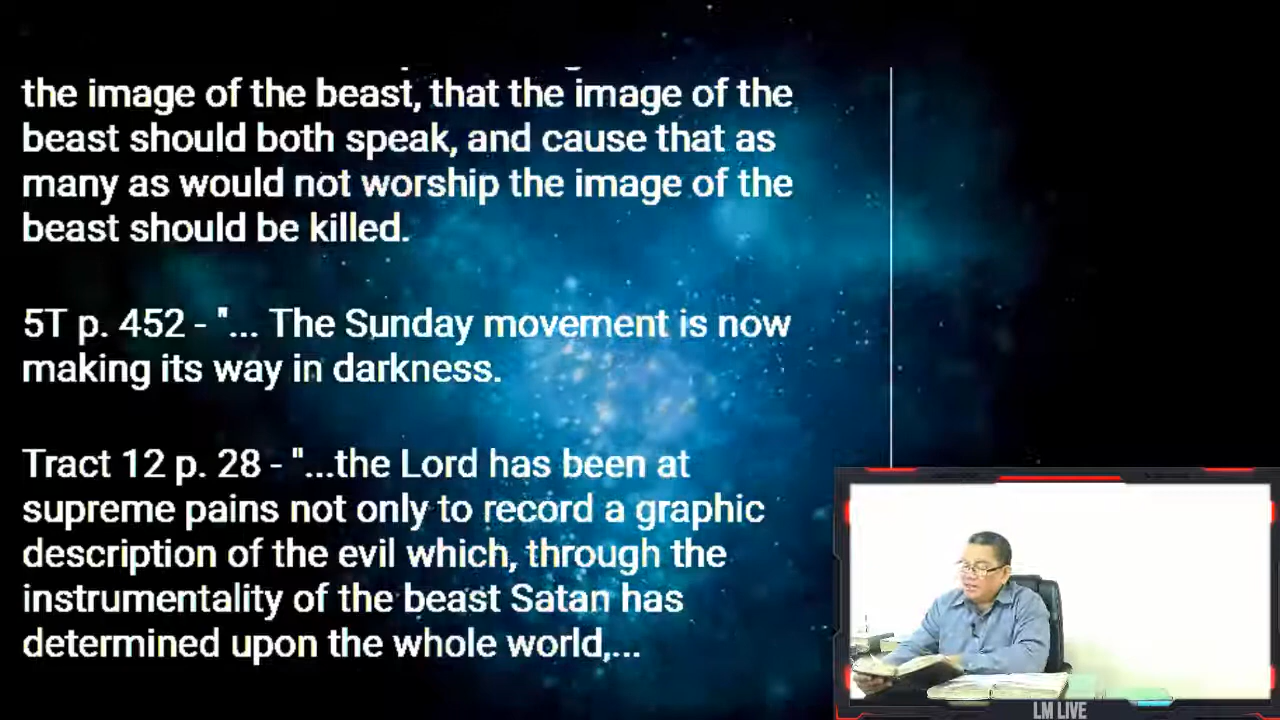 the image of the beast, that the image of the
beast should both speak, and cause that as
many as would not worship the image of the
beast should be killed.
5T p. 452 - "... The Sunday movement is now
making its way in darkness.
Tract 12 p. 28 - "...the Lord has been at
supreme pains not only to record a graphic
description of the evil which, through the
instrumentality of the beast Satan has
determined upon the whole world,...
LM LIVE